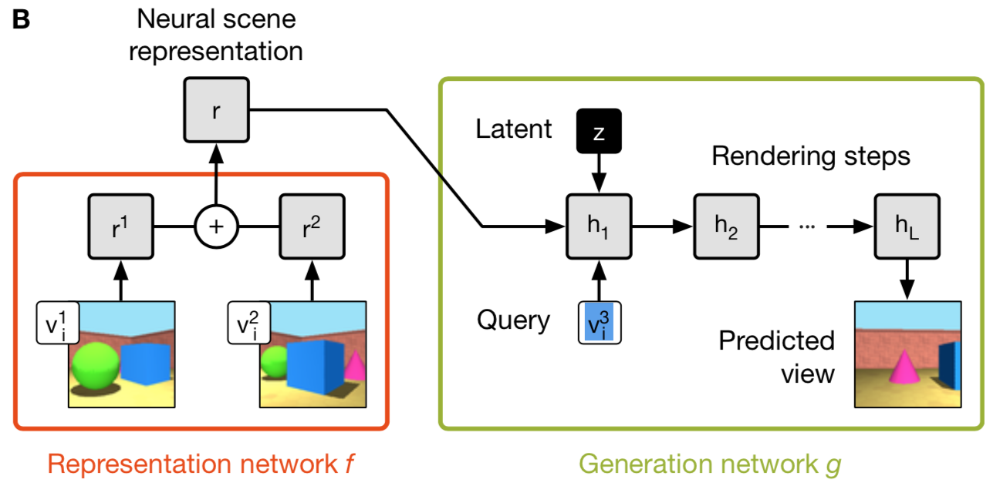 B
Neural scene
representation
r
r¹
+
r²
v¹ᵢ
v²ᵢ
Representation network f
Latent
z
Rendering steps
h₁
h₂
...
h_L
Query
v³ᵢ
Predicted
view
Generation network g